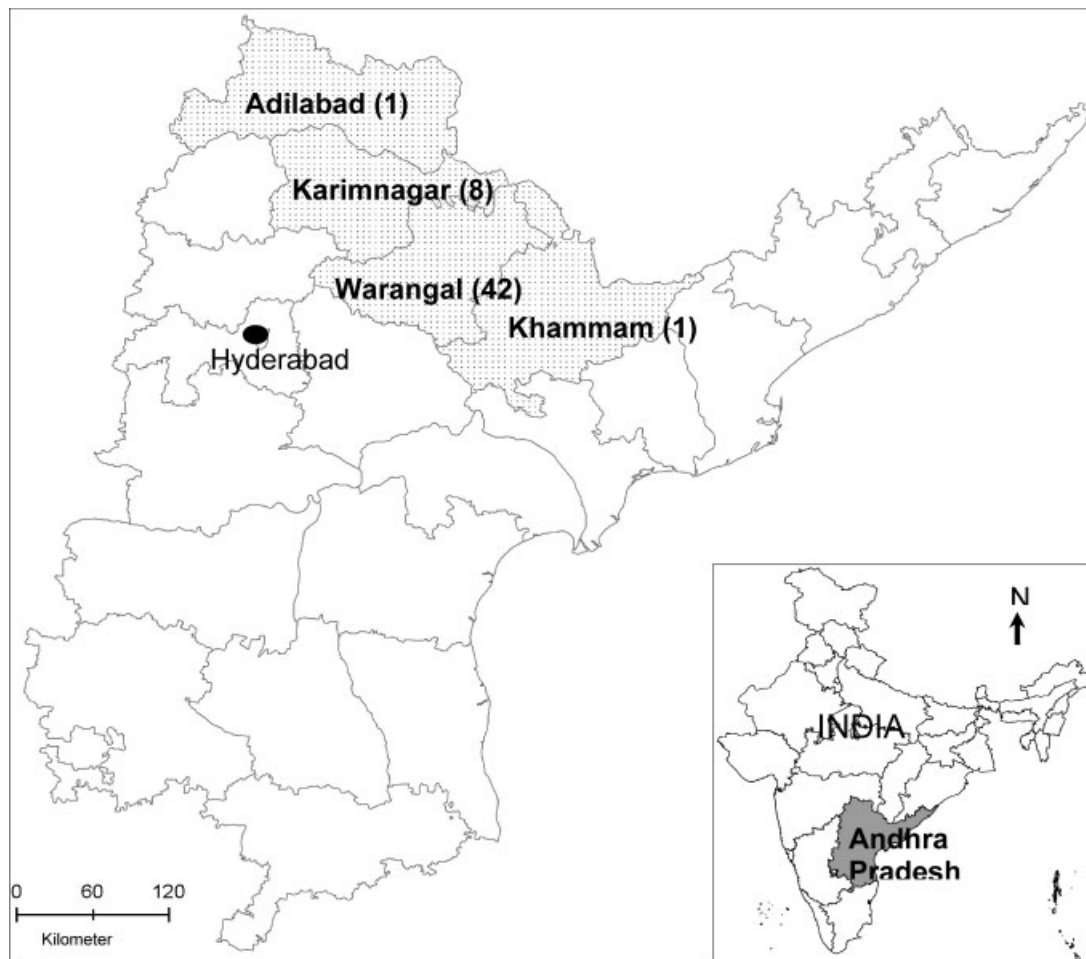 Adilabad (1)
Karimnagar (8)
Warangal (42)
Khammam (1)
Hyderabad
N
INDIA
Andhra
Pradesh
0 60 120
Kilometer